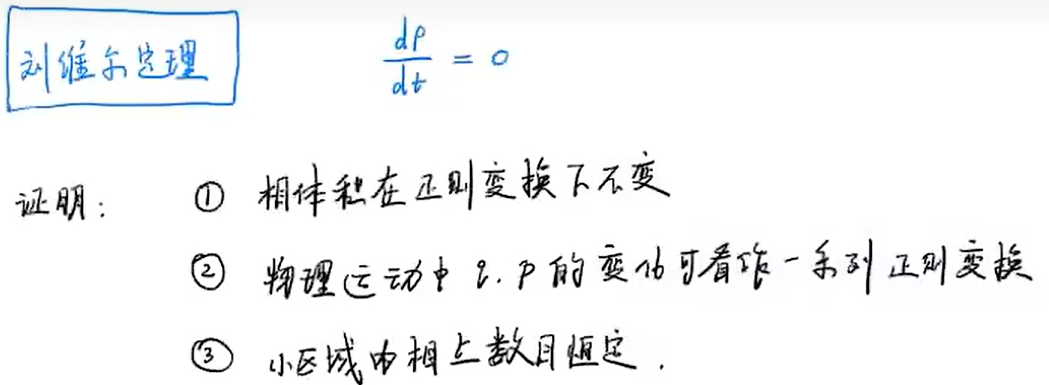 刘维尔定理 dρ/dt = 0
证明: ① 相体积在正则变换下不变
② 物理运动中 q.p 的变化可看作一系列正则变换
③ 小区域内相点数目恒定.